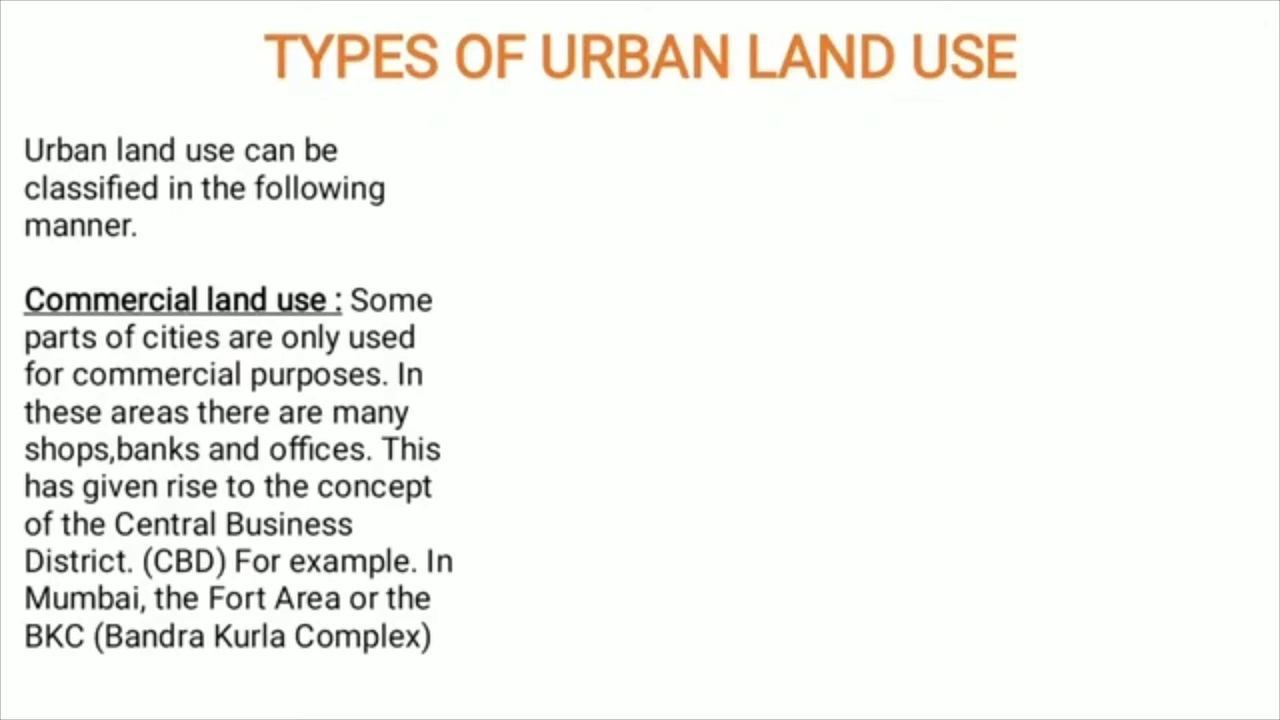 TYPES OF URBAN LAND USE
Urban land use can be
classified in the following
manner.
Commercial land use : Some
parts of cities are only used
for commercial purposes. In
these areas there are many
shops,banks and offices. This
has given rise to the concept
of the Central Business
District. (CBD) For example. In
Mumbai, the Fort Area or the
BKC (Bandra Kurla Complex)